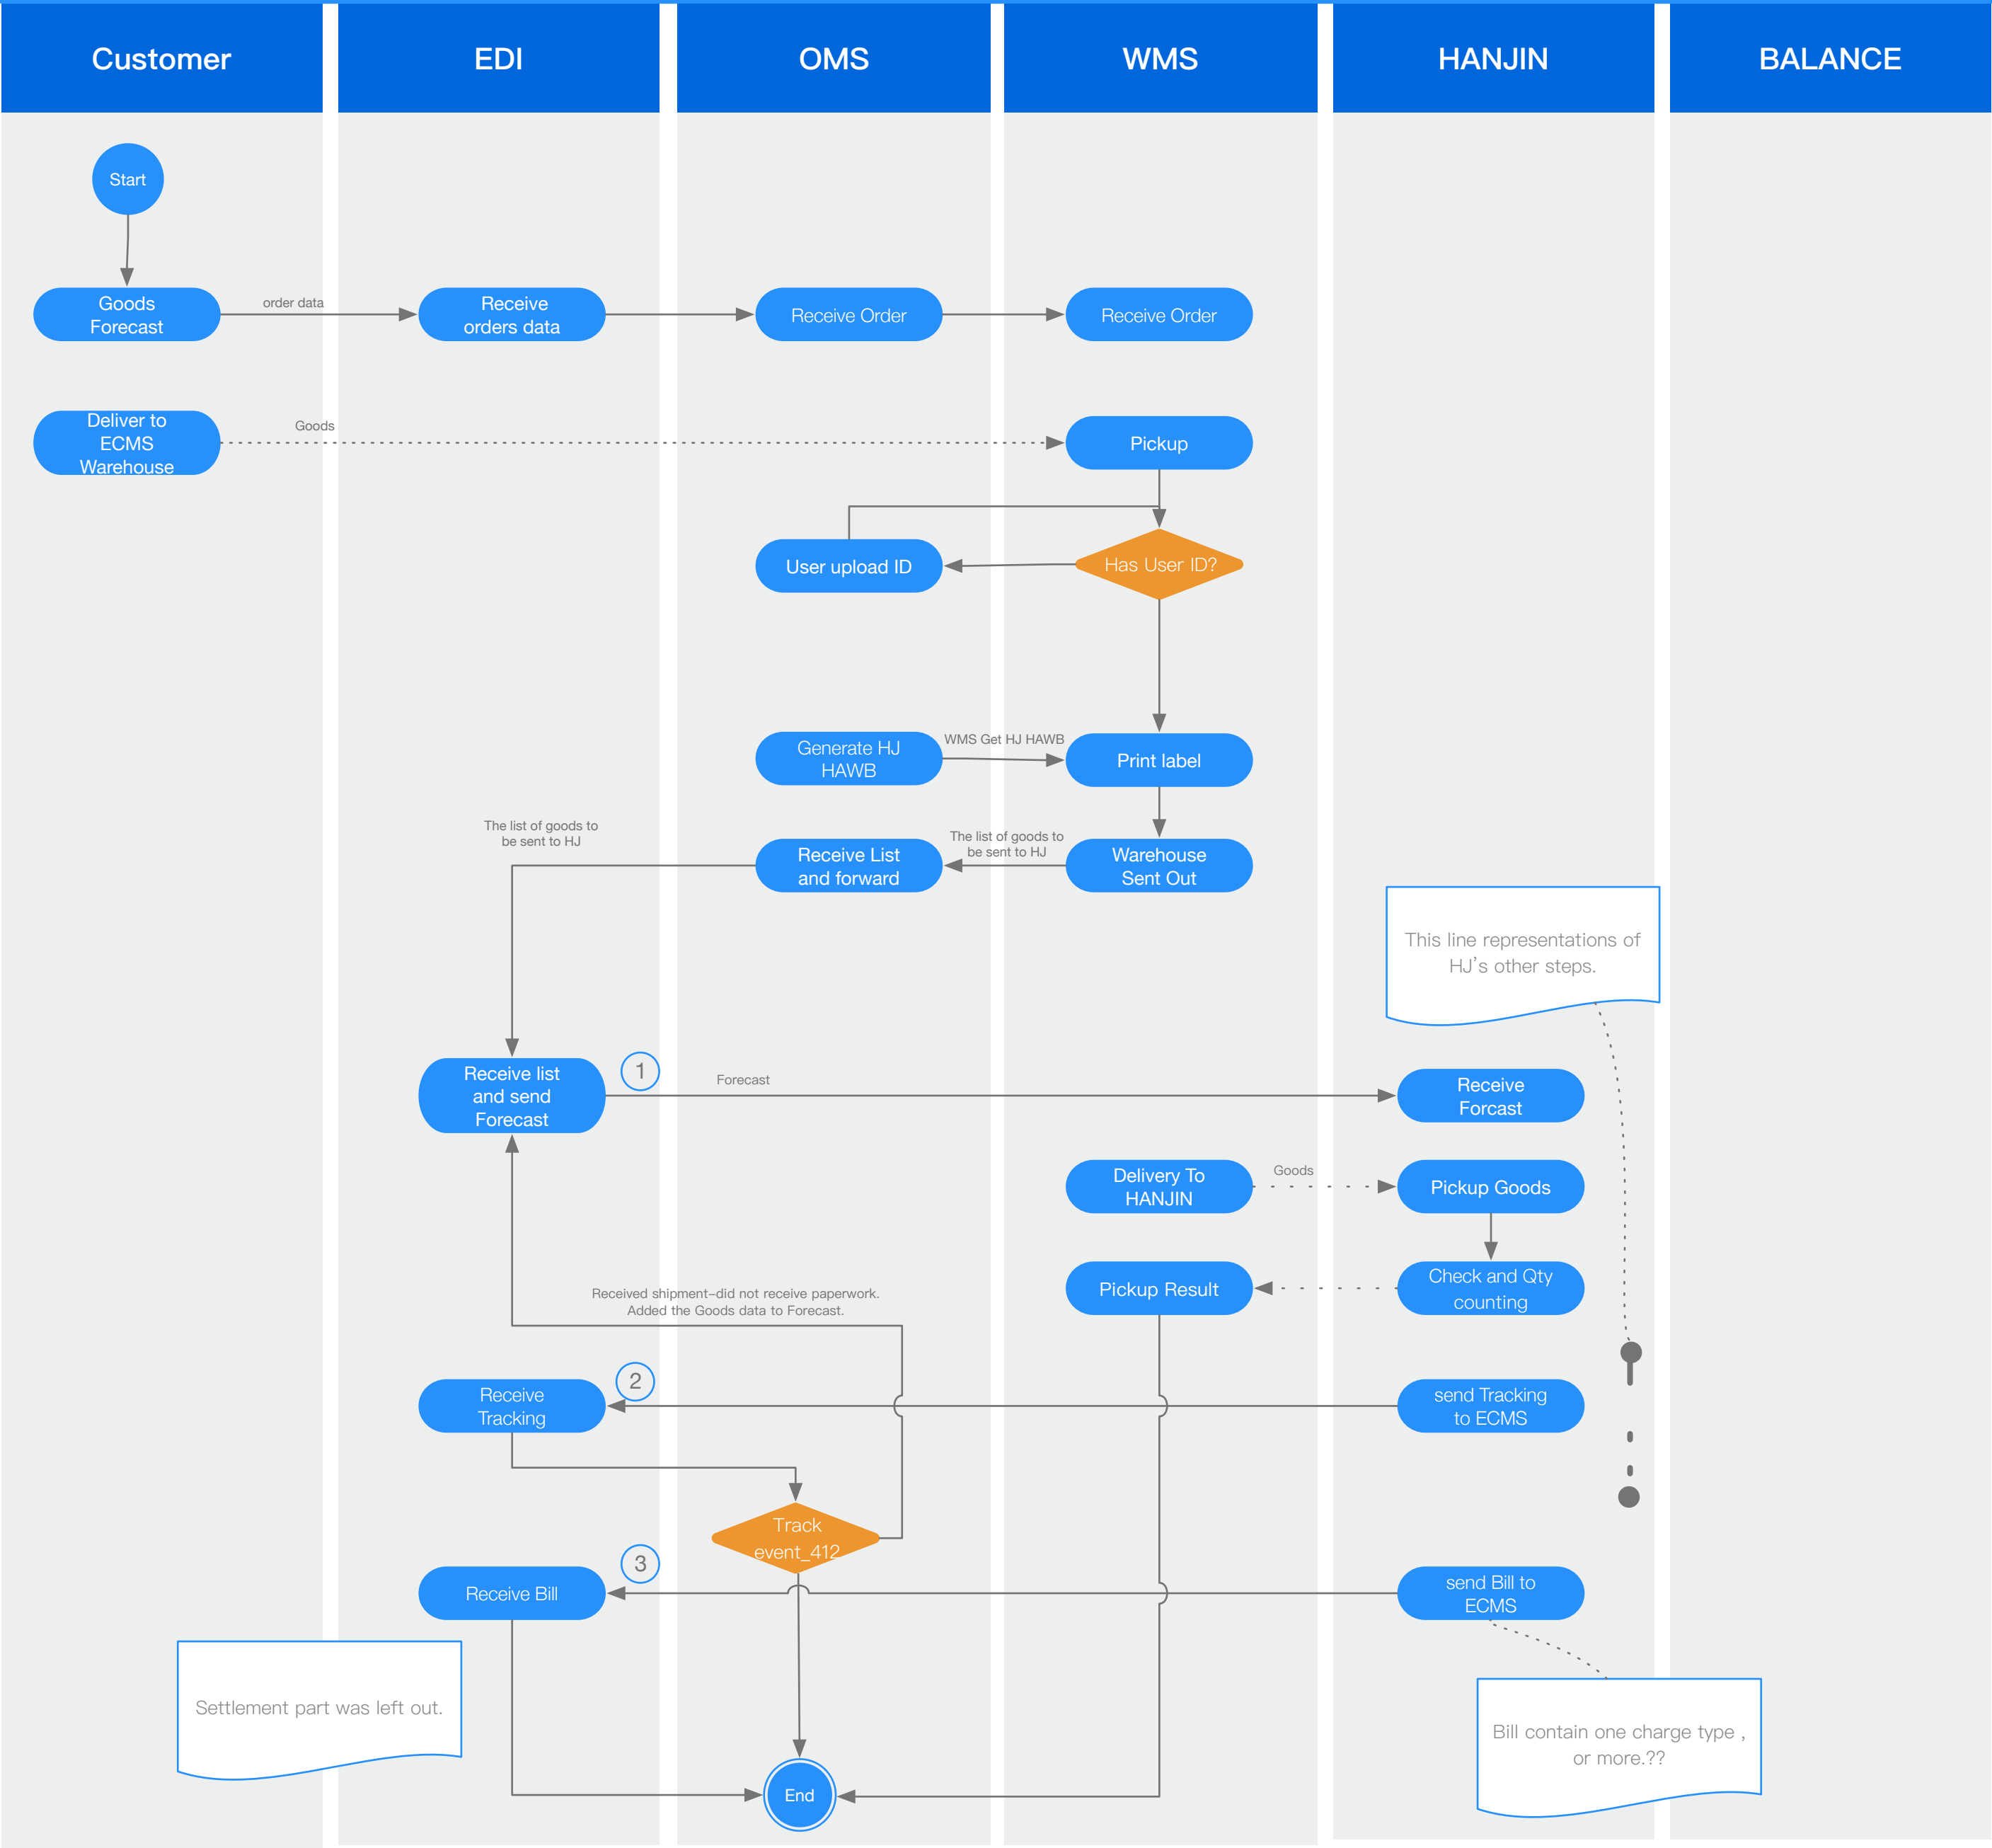 Customer
EDI
OMS
WMS
HANJIN
BALANCE
Start
Goods
Forecast
order data
Receive
orders data
Receive Order
Receive Order
Deliver to
ECMS
Warehouse
Goods
Pickup
User upload ID
Has User ID?
Generate HJ
HAWB
WMS Get HJ HAWB
Print label
The list of goods to
be sent to HJ
Receive List
and forward
The list of goods to
be sent to HJ
Warehouse
Sent Out
This line representations of
HJ's other steps.
Receive list
and send
Forecast
1
Forecast
Receive
Forcast
Delivery To
HANJIN
Goods
Pickup Goods
Received shipment-did not receive paperwork.
Added the Goods data to Forecast.
Pickup Result
Check and Qty
counting
Receive
Tracking
2
send Tracking
to ECMS
Track
event_412
Receive Bill
3
send Bill to
ECMS
Settlement part was left out.
Bill contain one charge type ,
or more.??
End